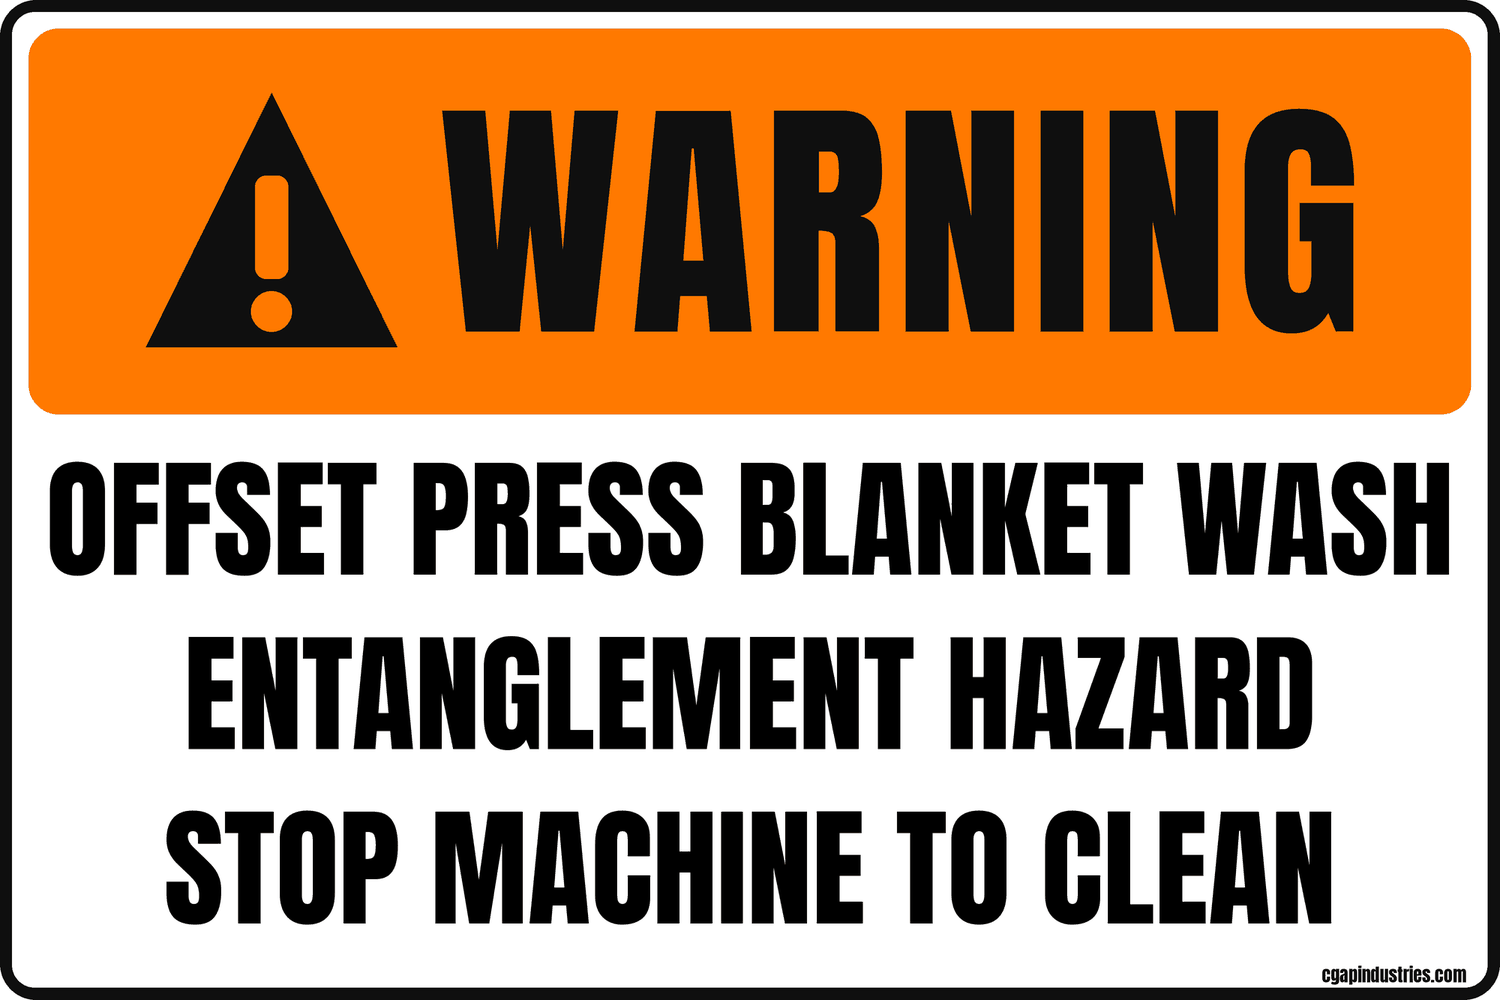 WARNING
OFFSET PRESS BLANKET WASH
ENTANGLEMENT HAZARD
STOP MACHINE TO CLEAN
cgapindustries.com